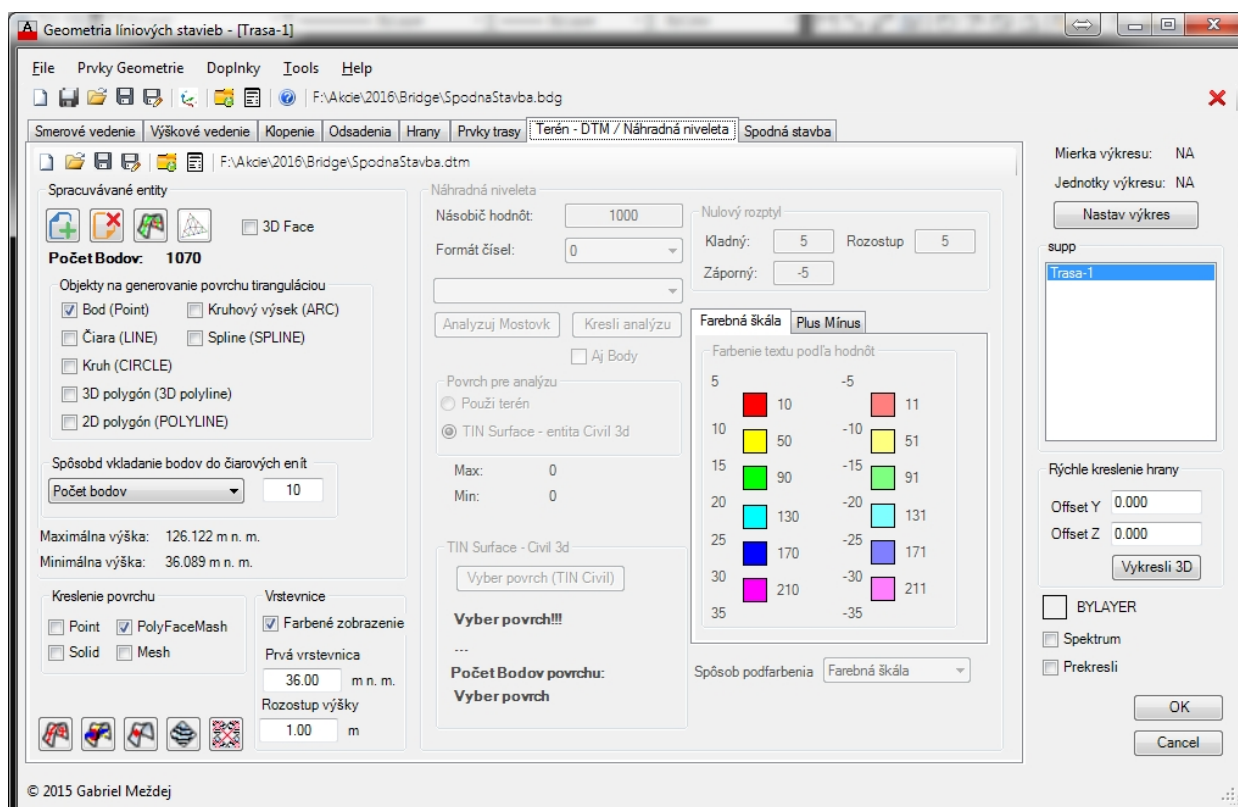 Geometria líniových stavieb - [Trasa-1]
File Prvky Geometrie Doplnky Tools Help
F:\Akcie\2016\Bridge\SpodnaStavba.bdg
Smerové vedenie Výškové vedenie Klopenie Odsadenia Hrany Prvky trasy Terén - DTM / Náhradná niveleta Spodná stavba
F:\Akcie\2016\Bridge\SpodnaStavba.dtm
Spracuvávané entity
3D Face
Počet Bodov: 1070
Objekty na generovanie povrchu tiranguláciou
Bod (Point) Kruhový výsek (ARC)
Čiara (LINE) Spline (SPLINE)
Kruh (CIRCLE)
3D polygón (3D polyline)
2D polygón (POLYLINE)
Spôsobd vkladanie bodov do čiarových enít
Počet bodov 10
Maximálna výška: 126.122 m n. m.
Minimálna výška: 36.089 m n. m.
Kreslenie povrchu
Point PolyFaceMash
Solid Mesh
Vrstevnice
Farbené zobrazenie
Prvá vrstevnica
36.00 m n. m.
Rozostup výšky
1.00 m
Náhradná niveleta
Násobič hodnôt: 1000
Formát čísel: 0
Analyzuj Mostovk Kresli analýzu
Aj Body
Povrch pre analýzu
Použi terén
TIN Surface - entita Civil 3d
Max: 0
Min: 0
TIN Surface - Civil 3d
Vyber povrch (TIN Civil)
Vyber povrch!!!
---
Počet Bodov povrchu:
Vyber povrch
Nulový rozptyl
Kladný: 5 Rozostup 5
Záporný: -5
Farebná škála Plus Mínus
Farbenie textu podľa hodnôt
5 -5
10 11
10 -10
50 51
15 -15
90 91
20 -20
130 131
25 -25
170 171
30 -30
210 211
35 -35
Spôsob podfarbenia Farebná škála
Mierka výkresu: NA
Jednotky výkresu: NA
Nastav výkres
supp
Trasa-1
Rýchle kreslenie hrany
Offset Y 0.000
Offset Z 0.000
Vykresli 3D
BYLAYER
Spektrum
Prekresli
OK
Cancel
© 2015 Gabriel Meždej